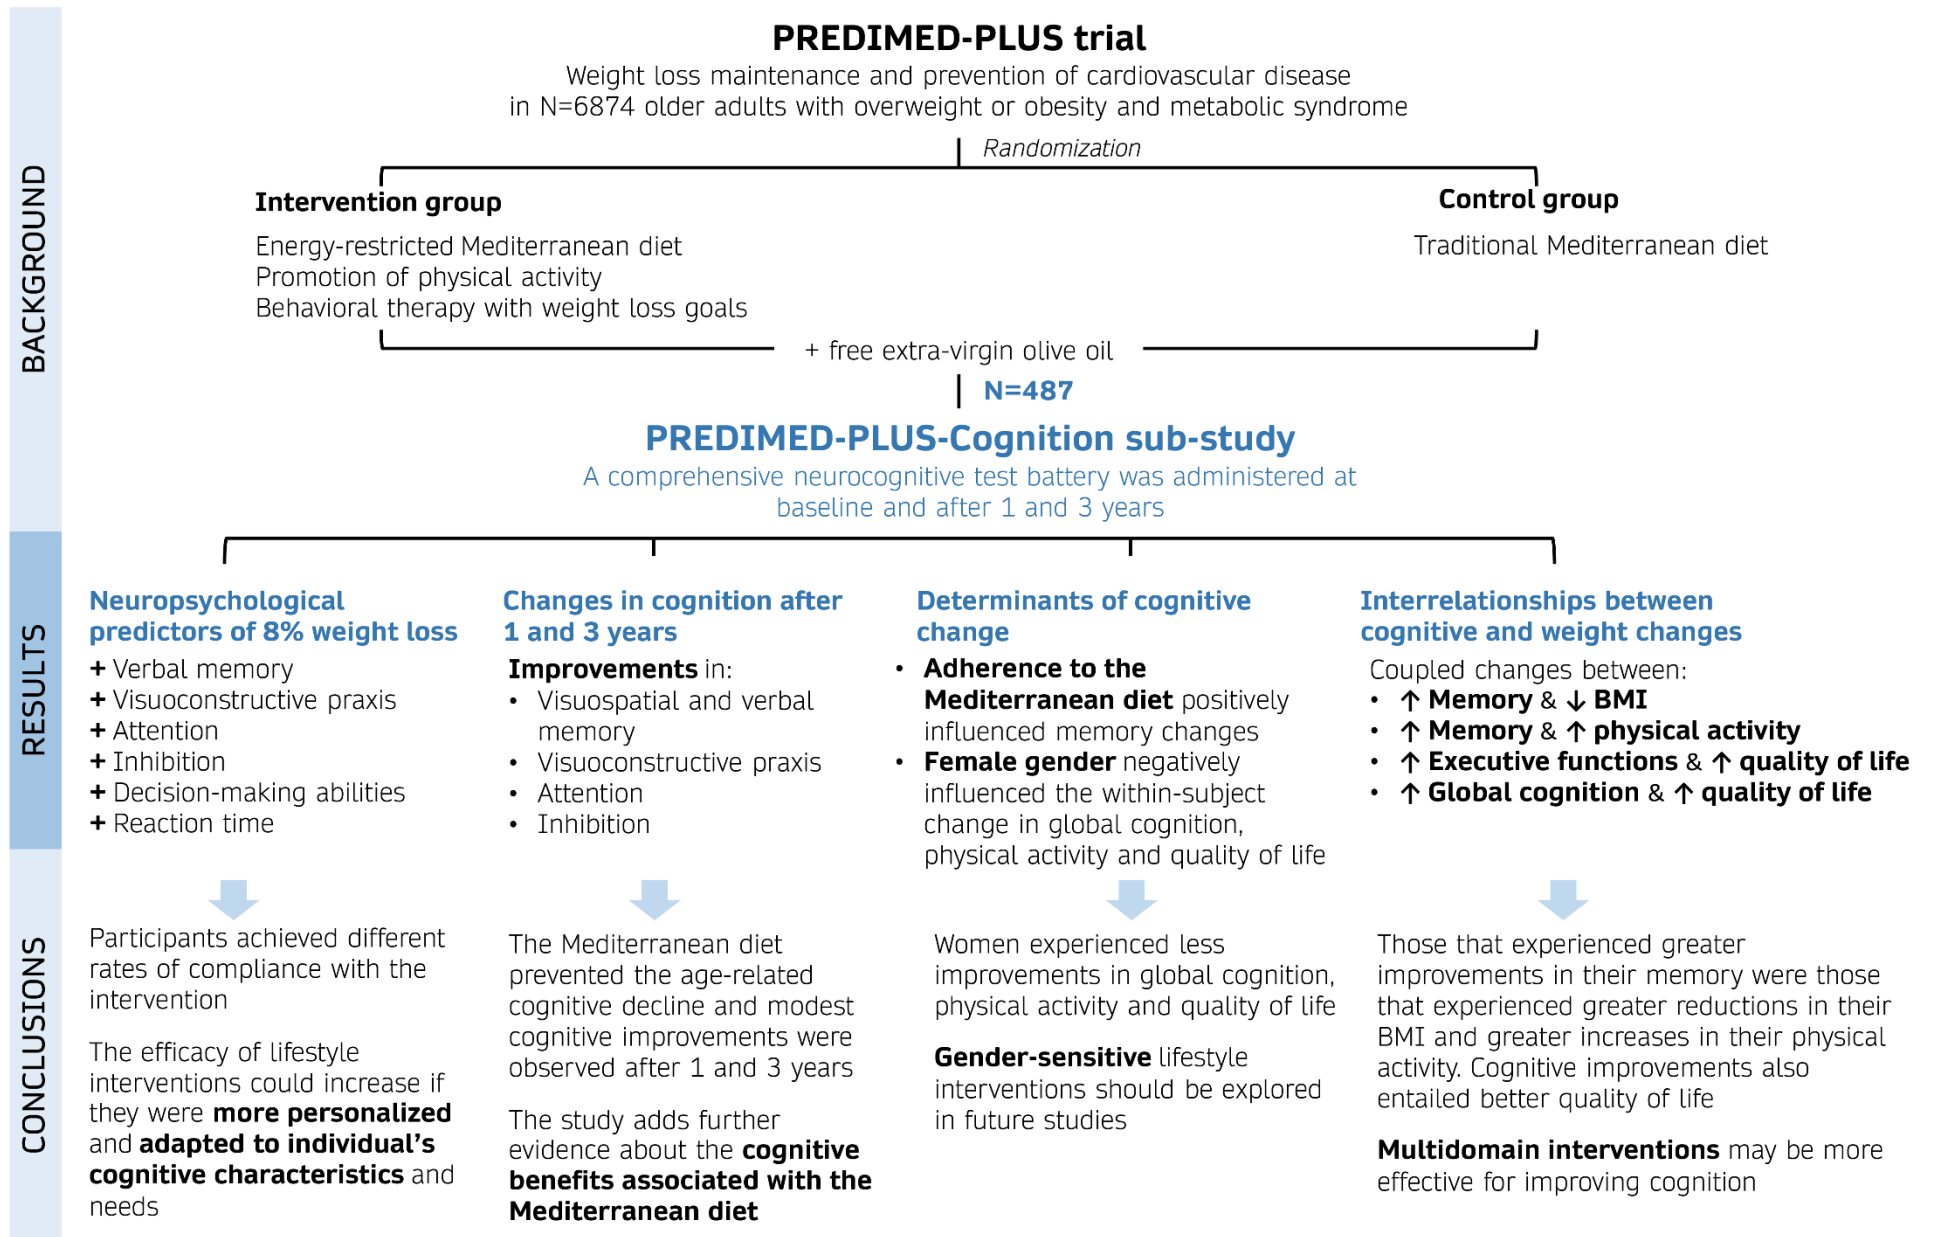 PREDIMED-PLUS trial
Weight loss maintenance and prevention of cardiovascular disease
in N=6874 older adults with overweight or obesity and metabolic syndrome
Randomization
BACKGROUND
Intervention group
Energy-restricted Mediterranean diet
Promotion of physical activity
Behavioral therapy with weight loss goals
Control group
Traditional Mediterranean diet
+ free extra-virgin olive oil
N=487
PREDIMED-PLUS-Cognition sub-study
A comprehensive neurocognitive test battery was administered at
baseline and after 1 and 3 years
RESULTS
Neuropsychological
predictors of 8% weight loss
+ Verbal memory
+ Visuoconstructive praxis
+ Attention
+ Inhibition
+ Decision-making abilities
+ Reaction time
Changes in cognition after
1 and 3 years
Improvements in:
• Visuospatial and verbal
memory
• Visuoconstructive praxis
• Attention
• Inhibition
Determinants of cognitive
change
• Adherence to the
Mediterranean diet positively
influenced memory changes
• Female gender negatively
influenced the within-subject
change in global cognition,
physical activity and quality of life
Interrelationships between
cognitive and weight changes
Coupled changes between:
• ↑ Memory & ↓ BMI
• ↑ Memory & ↑ physical activity
• ↑ Executive functions & ↑ quality of life
• ↑ Global cognition & ↑ quality of life
CONCLUSIONS
Participants achieved different
rates of compliance with the
intervention
The efficacy of lifestyle
interventions could increase if
they were more personalized
and adapted to individual's
cognitive characteristics and
needs
The Mediterranean diet
prevented the age-related
cognitive decline and modest
cognitive improvements were
observed after 1 and 3 years
The study adds further
evidence about the cognitive
benefits associated with the
Mediterranean diet
Women experienced less
improvements in global cognition,
physical activity and quality of life
Gender-sensitive lifestyle
interventions should be explored
in future studies
Those that experienced greater
improvements in their memory were those
that experienced greater reductions in their
BMI and greater increases in their physical
activity. Cognitive improvements also
entailed better quality of life
Multidomain interventions may be more
effective for improving cognition